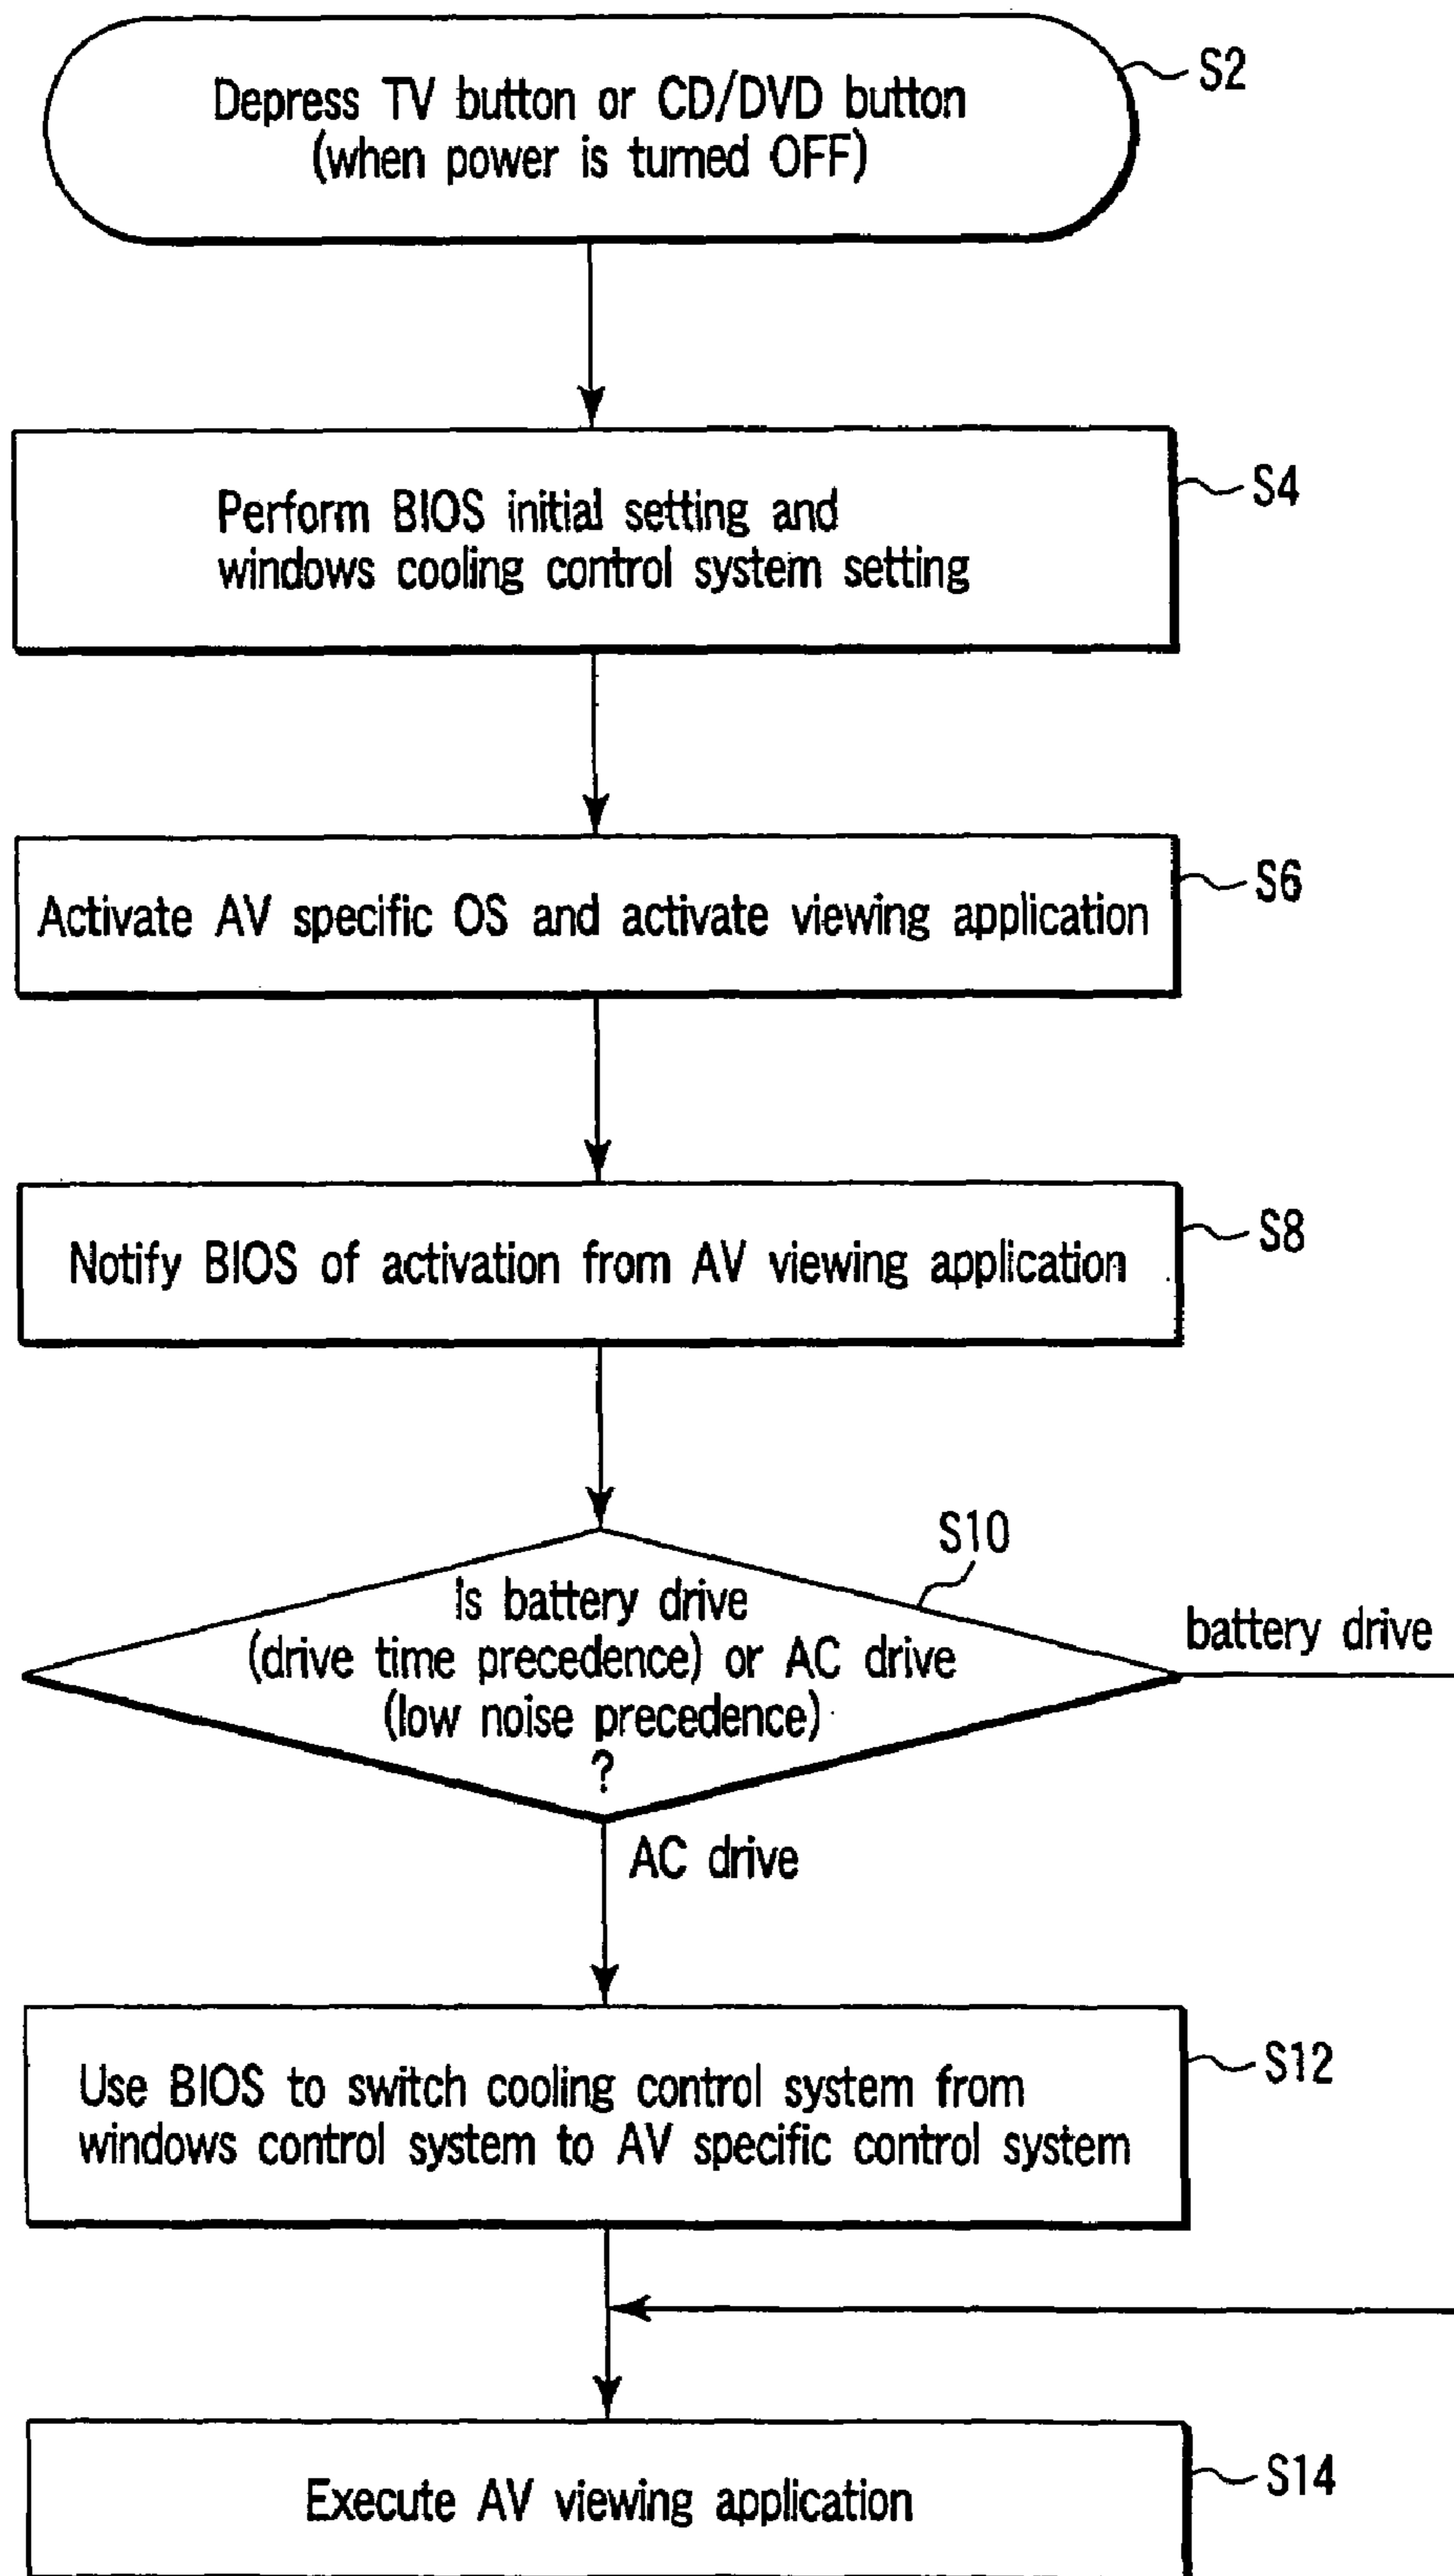 Depress TV button or CD/DVD button
(when power is turned OFF)
S2
Perform BIOS initial setting and
windows cooling control system setting
S4
Activate AV specific OS and activate viewing application
S6
Notify BIOS of activation from AV viewing application
S8
S10
Is battery drive
(drive time precedence) or AC drive
(low noise precedence)
?
battery drive
AC drive
Use BIOS to switch cooling control system from
windows control system to AV specific control system
S12
Execute AV viewing application
S14